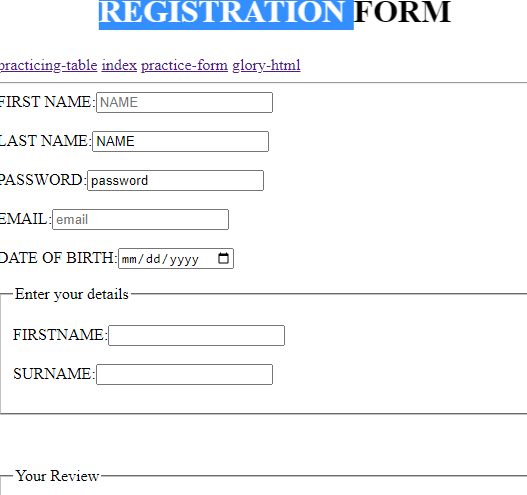 REGISTRATION FORM
practicing-table index practice-form glory-html
FIRST NAME: NAME
LAST NAME: NAME
PASSWORD: password
EMAIL: email
DATE OF BIRTH: mm/dd/yyyy
Enter your details
FIRSTNAME:
SURNAME:
Your Review